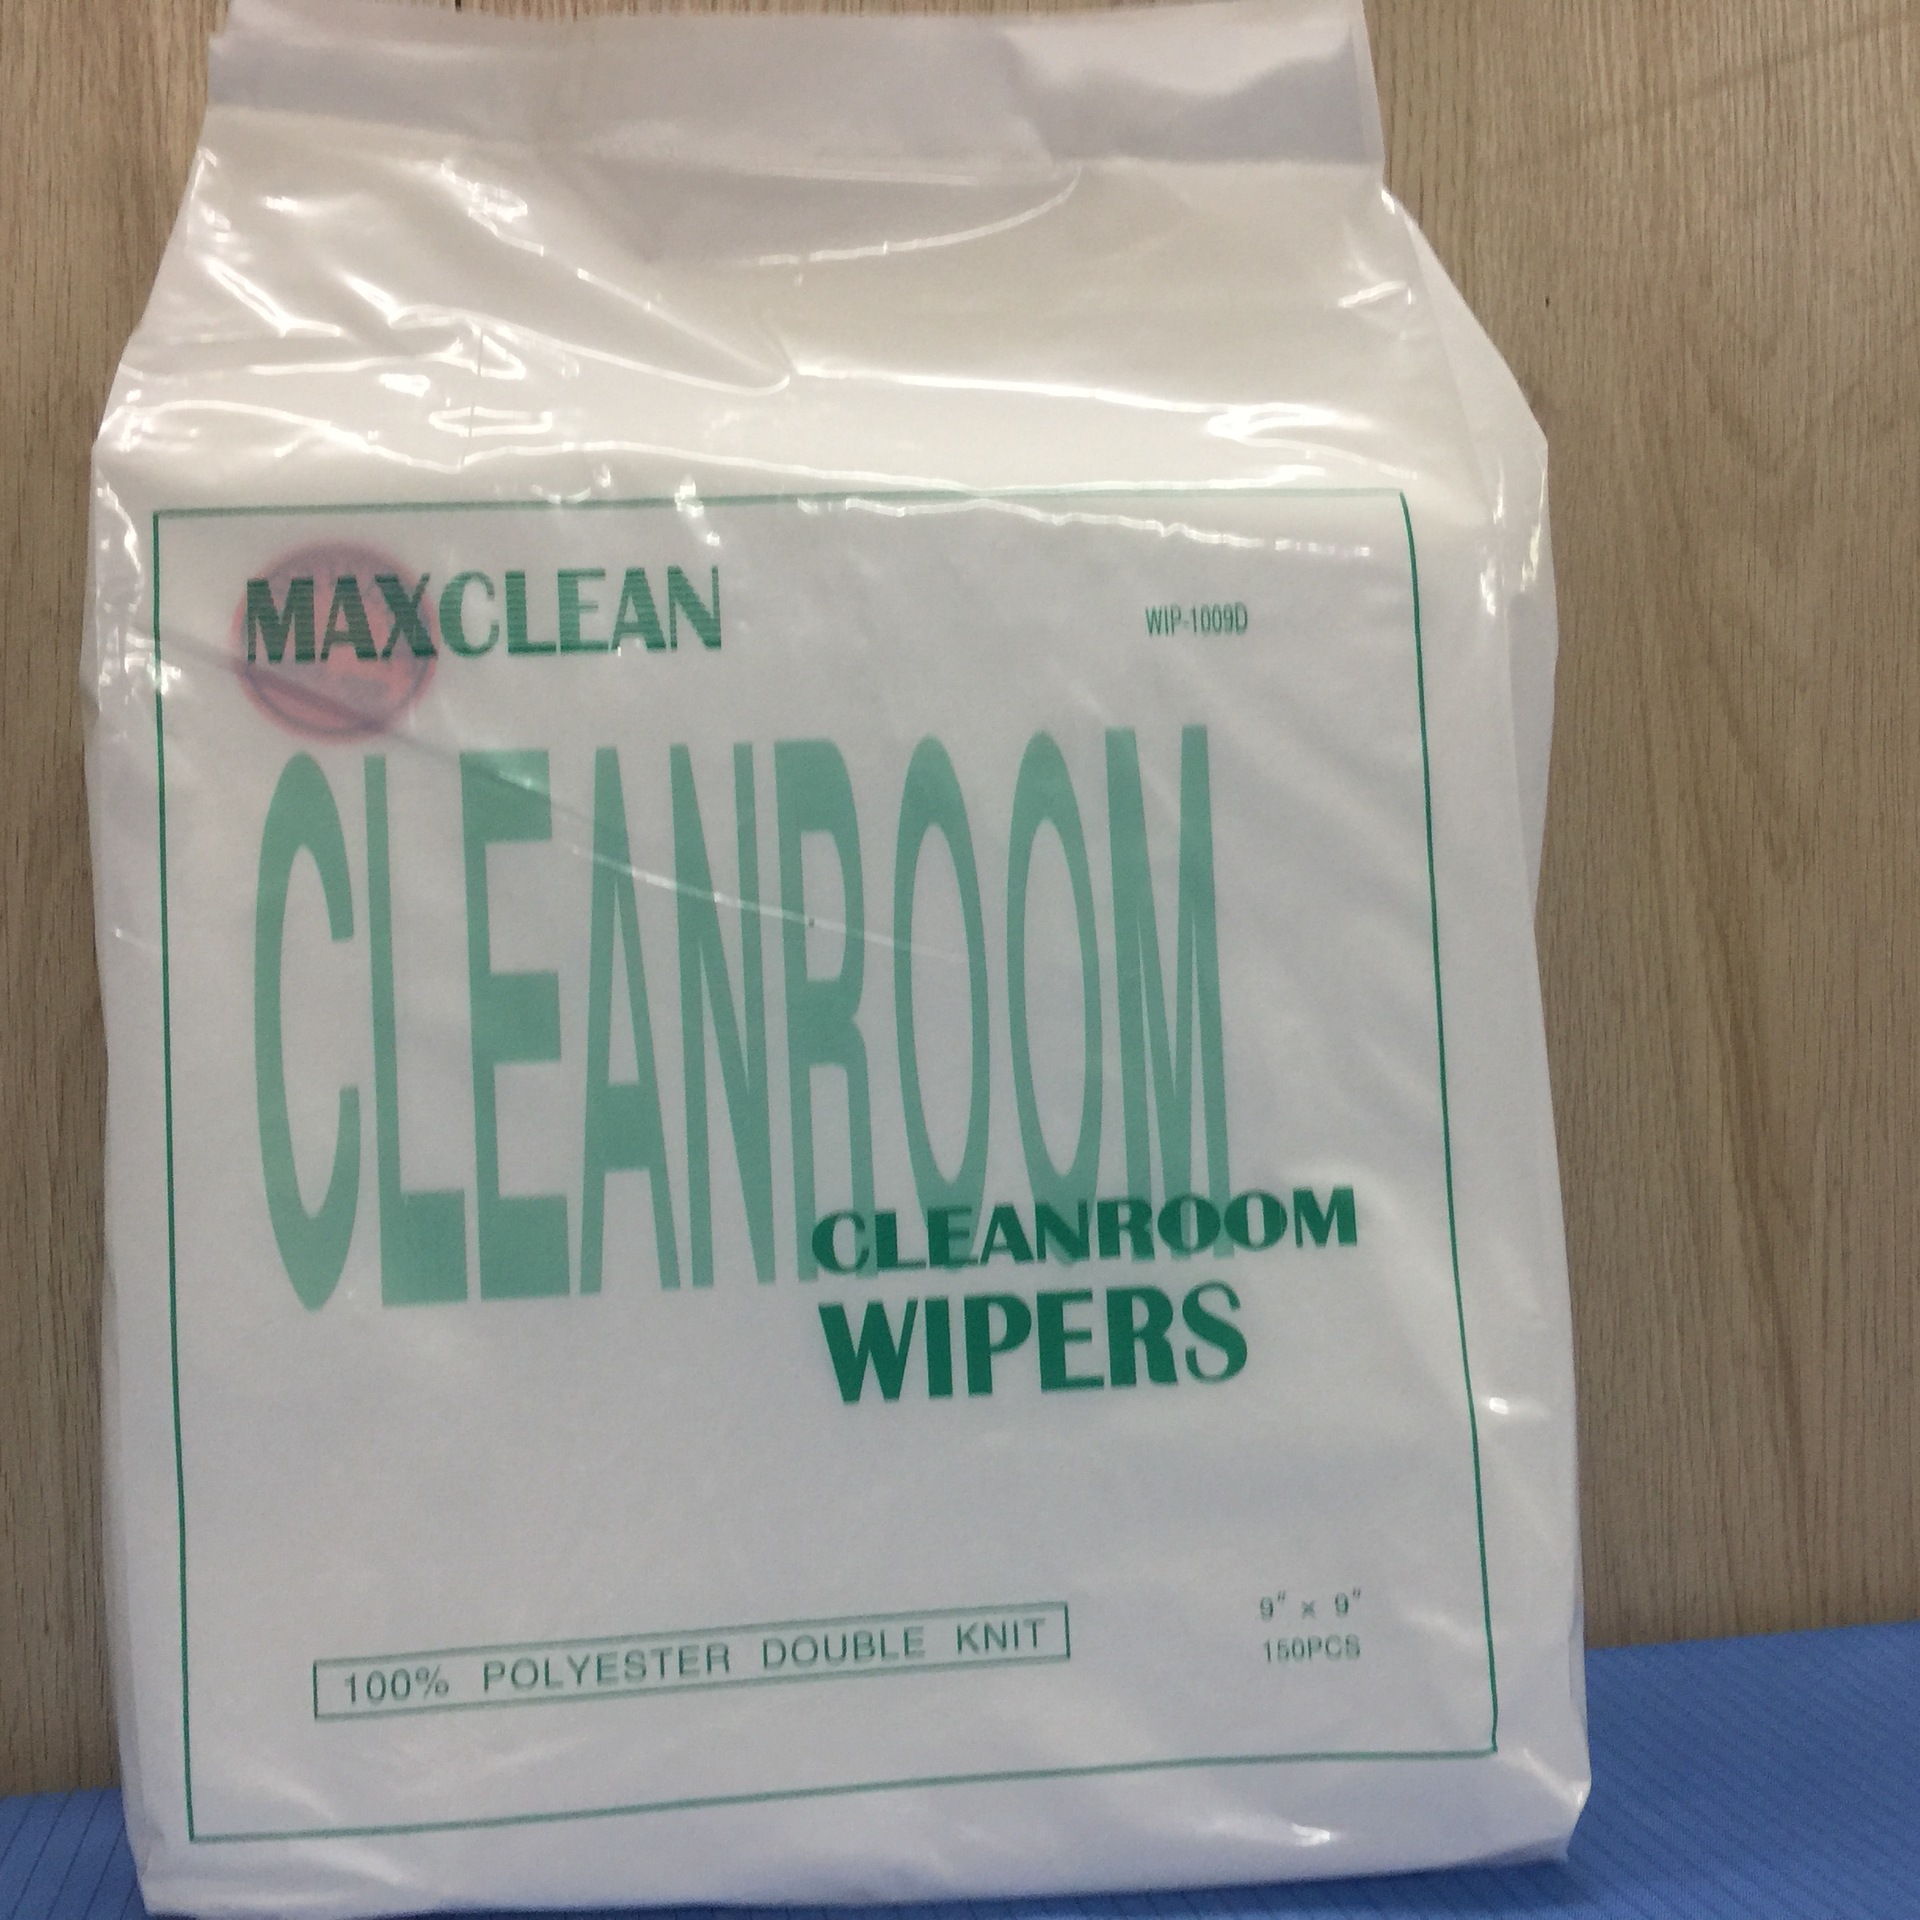 MAXCLEAN
WIP-1009D
CLEANROOM
CLEANROOM
WIPERS
9" x 9"
150PCS
100% POLYESTER DOUBLE KNIT